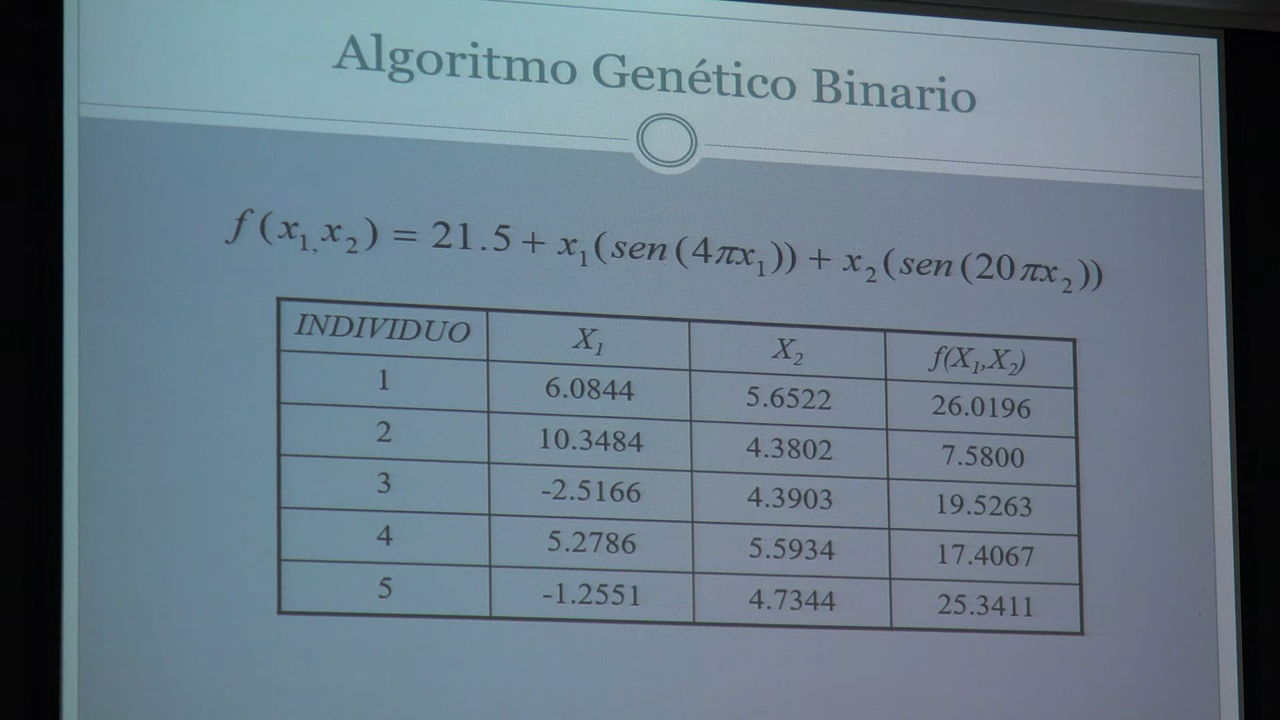 Algoritmo Genético Binario
f(x₁,x₂) = 21.5 + x₁(sen(4πx₁)) + x₂(sen(20πx₂))
INDIVIDUO X₁ X₂ f(X₁,X₂)
1 6.0844 5.6522 26.0196
2 10.3484 4.3802 7.5800
3 -2.5166 4.3903 19.5263
4 5.2786 5.5934 17.4067
5 -1.2551 4.7344 25.3411